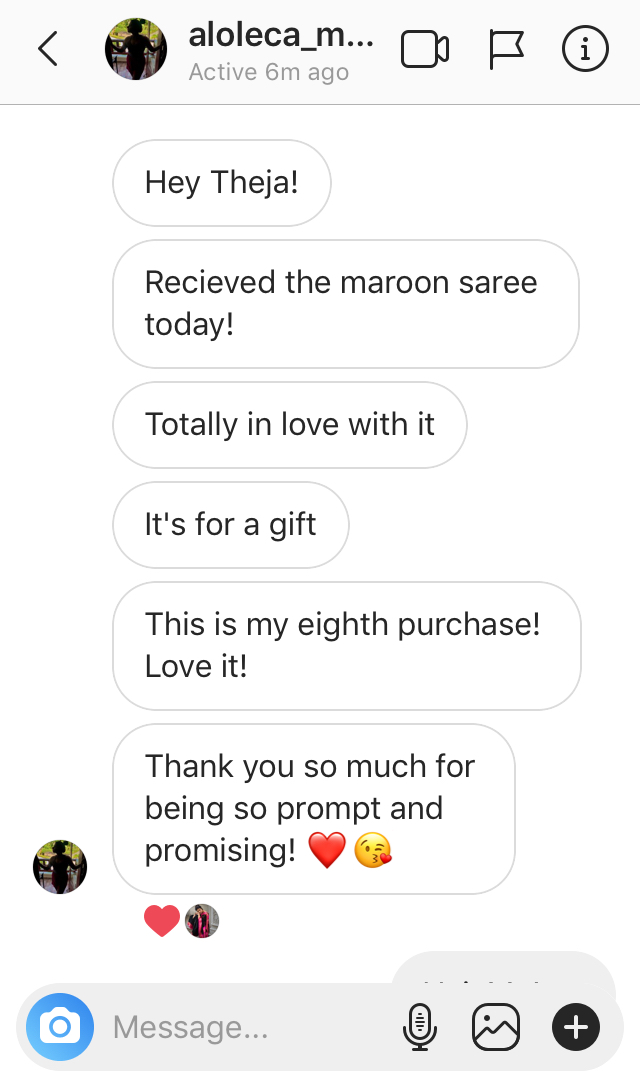 aloleca_m...
Active 6m ago
Hey Theja!
Recieved the maroon saree
today!
Totally in love with it
It's for a gift
This is my eighth purchase!
Love it!
Thank you so much for
being so prompt and
promising! ❤️😘
Message...